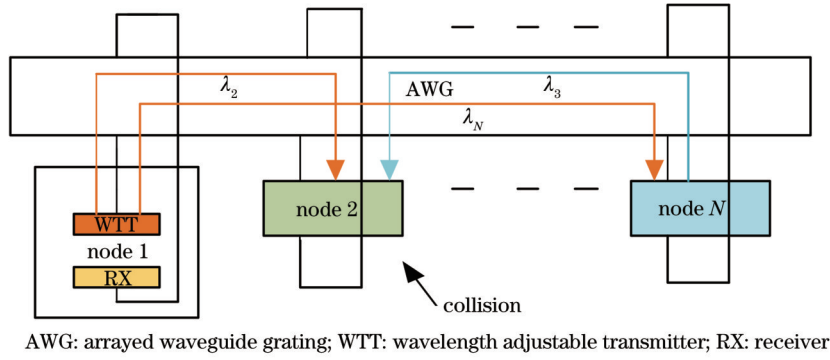 λ2
AWG
λ3
λN
WTT
node 1
RX
node 2
node N
collision
AWG: arrayed waveguide grating; WTT: wavelength adjustable transmitter; RX: receiver